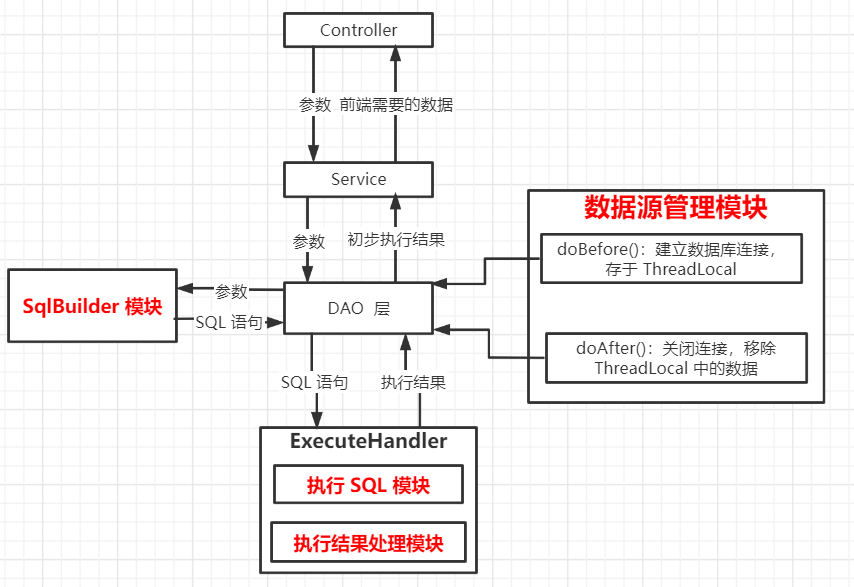 Controller
参数 前端需要的数据
Service
参数
初步执行结果
数据源管理模块
doBefore()：建立数据库连接，
存于 ThreadLocal
SqlBuilder 模块
参数
SQL 语句
DAO 层
doAfter()：关闭连接，移除
ThreadLocal 中的数据
SQL 语句
执行结果
ExecuteHandler
执行 SQL 模块
执行结果处理模块